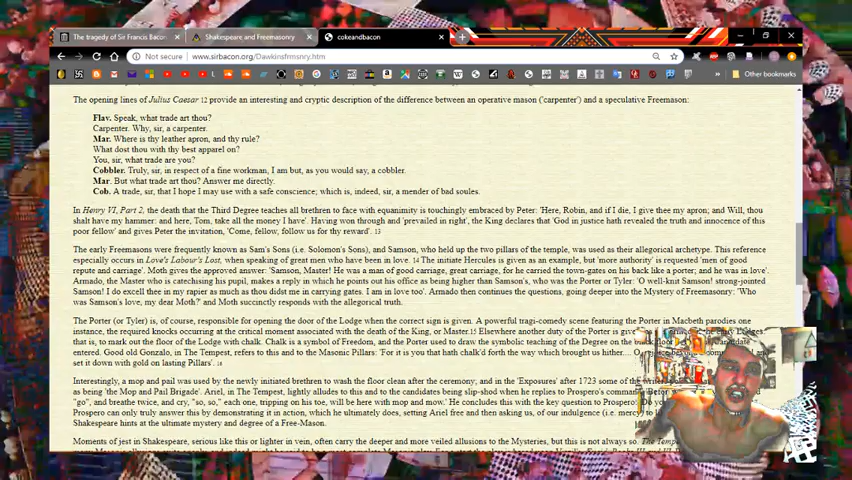 The tragedy of Sir Francis Bacon
Shakespeare and Freemasonry
cokeandbacon
Not secure
www.sirbacon.org/Dawkinsfrmsnry.htm
Other bookmarks
The opening lines of Julius Caesar 12 provide an interesting and cryptic description of the difference between an operative mason ('carpenter') and a speculative Freemason:
Flav. Speak, what trade art thou?
Carpenter. Why, sir, a carpenter.
Mar. Where is thy leather apron, and thy rule?
What dost thou with thy best apparel on?
You, sir, what trade are you?
Cobbler. Truly, sir, in respect of a fine workman, I am but, as you would say, a cobbler.
Mar. But what trade art thou? Answer me directly.
Cob. A trade, sir, that I hope I may use with a safe conscience; which is, indeed, sir, a mender of bad soules.
In Henry VI, Part 2, the death that the Third Degree teaches all brethren to face with equanimity is touchingly embraced by Peter: 'Here, Robin, and if I die, I give thee my apron; and Will, thou
shalt have my hammer: and here, Tom, take all the money I have'. Having won through and 'prevailed in right', the King declares that 'God in justice hath revealed the truth and innocence of this
poor fellow' and gives Peter the invitation, 'Come, fellow, follow us for thy reward'. 13
The early Freemasons were frequently known as Sam's Sons (i.e. Solomon's Sons), and Samson, who held up the two pillars of the temple, was used as their allegorical archetype. This reference
especially occurs in Love's Labour's Lost, when speaking of great men who have been in love. 14 The initiate Hercules is given as an example, but 'more authority' is requested 'men of good
repute and carriage'. Moth gives the approved answer: 'Samson, Master! He was a man of good carriage, great carriage, for he carried the town-gates on his back like a porter; and he was in love'.
Armado, the Master who is catechising his pupil, makes a reply in which he points out his office as being higher than Samson's, who was the Porter or Tyler: 'O well-knit Samson! strong-jointed
Samson! I do excel thee in my rapier as much as thou didst me in carrying gates. I am in love too'. Armado then continues the questions, going deeper into the Mystery of Freemasonry: 'Who
was Samson's love, my dear Moth?' and Moth succinctly responds with the allegorical truth.
The Porter (or Tyler) is, of course, responsible for opening the door of the Lodge when the correct sign is given. A powerful tragi-comedy scene featuring the Porter in Macbeth parodies one
instance, the required knocks occurring at the critical moment associated with the death of the King, or Master.15 Elsewhere another duty of the Porter is
that is, to mark out the floor of the Lodge with chalk. Chalk is a symbol of Freedom, and the Porter used to draw the symbolic teaching of the Degree on the
entered. Good old Gonzalo, in The Tempest, refers to this and to the Masonic Pillars: 'For it is you that hath chalk'd forth the way which brought us hither....
set it down with gold on lasting Pillars'. 16
Interestingly, a mop and pail was used by the newly initiated brethren to wash the floor clean after the ceremony; and in the 'Exposures' after 1723 some of the
as being 'the Mop and Pail Brigade'. Ariel, in The Tempest, lightly alludes to this and to the candidates being slip-shod when he replies to Prospero's command
"go", and breathe twice, and cry "so, so," each one, tripping on his toe, will be here with mop and mow.' He concludes this with the key question to Prospero:
Prospero can only truly answer this by demonstrating it in action, which he ultimately does, setting Ariel free and then asking us, of our indulgence (i.e. mercy)
Shakespeare hints at the ultimate mystery and degree of a Free-Mason.
Moments of jest in Shakespeare, serious like this or lighter in vein, often carry the deeper and more veiled allusions to the Mysteries, but this is not always so.